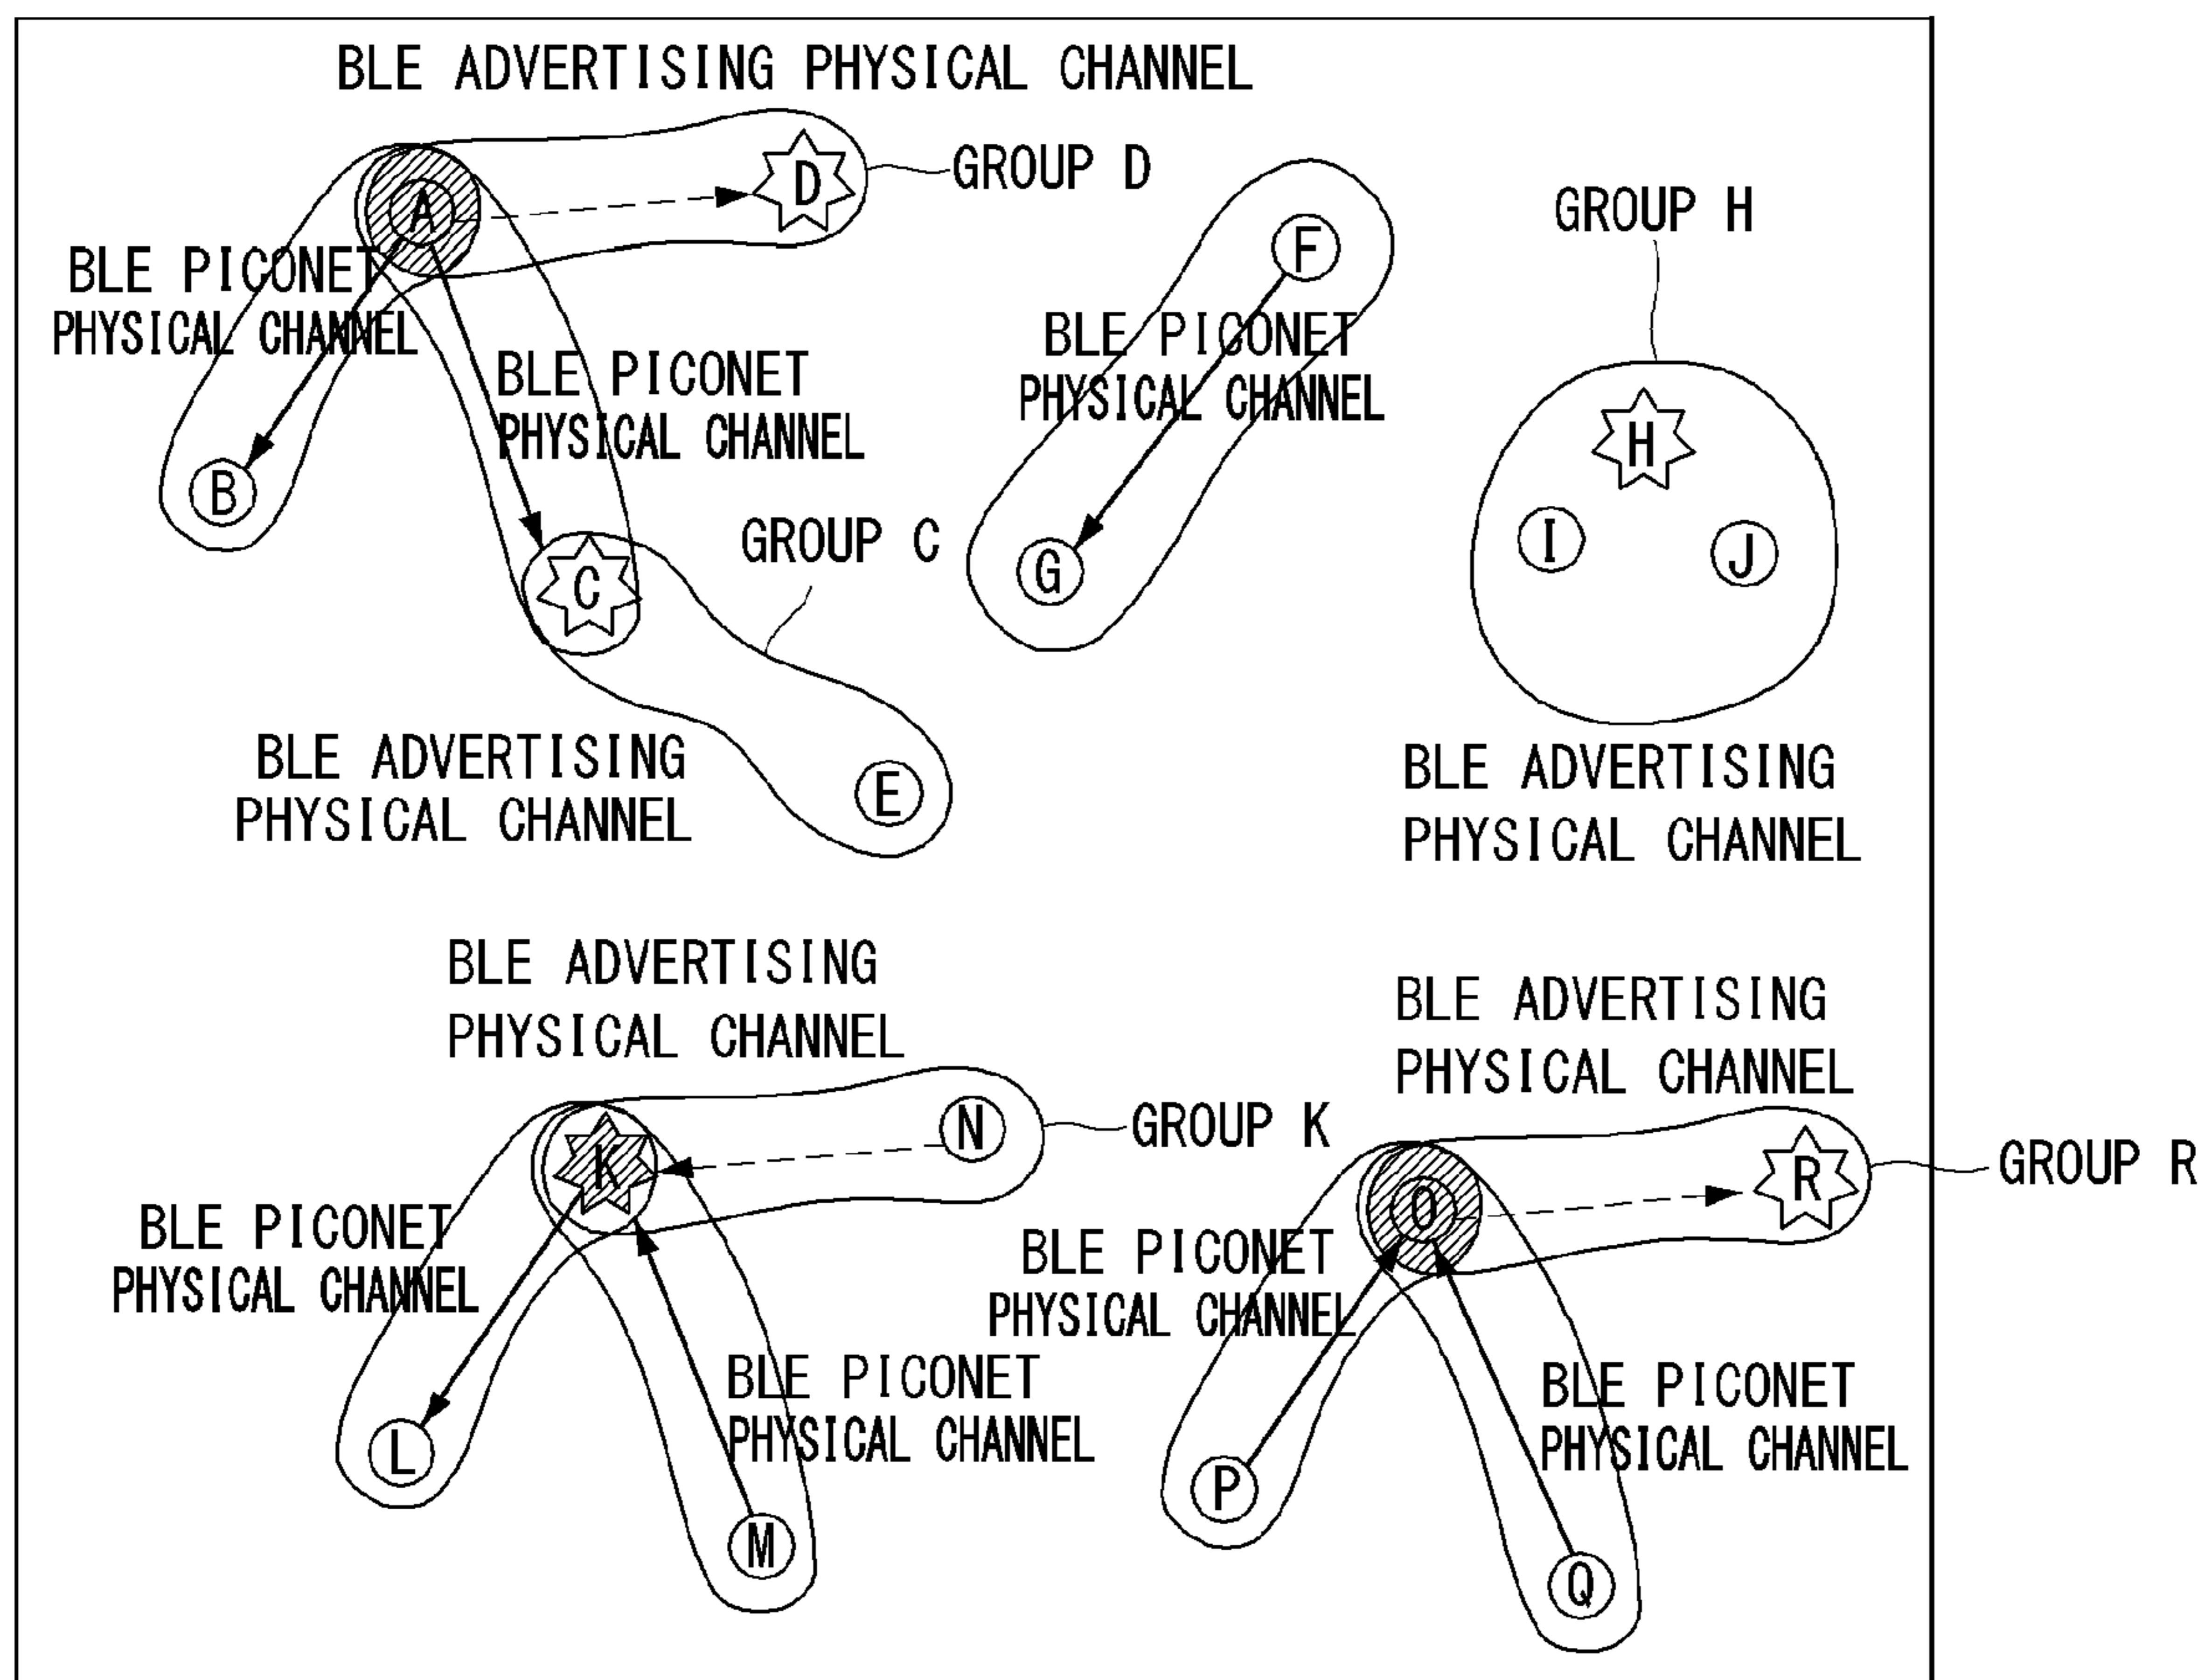 BLE ADVERTISING PHYSICAL CHANNEL
GROUP D
D
A
BLE PICONET
PHYSICAL CHANNEL
BLE PICONET
PHYSICAL CHANNEL
B
C
GROUP C
E
BLE ADVERTISING
PHYSICAL CHANNEL
F
BLE PICONET
PHYSICAL CHANNEL
G
GROUP H
H
I
J
BLE ADVERTISING
PHYSICAL CHANNEL
BLE ADVERTISING
PHYSICAL CHANNEL
N
GROUP K
K
BLE PICONET
PHYSICAL CHANNEL
L
BLE PICONET
PHYSICAL CHANNEL
M
BLE ADVERTISING
PHYSICAL CHANNEL
R
GROUP R
O
BLE PICONET
PHYSICAL CHANNEL
P
BLE PICONET
PHYSICAL CHANNEL
Q